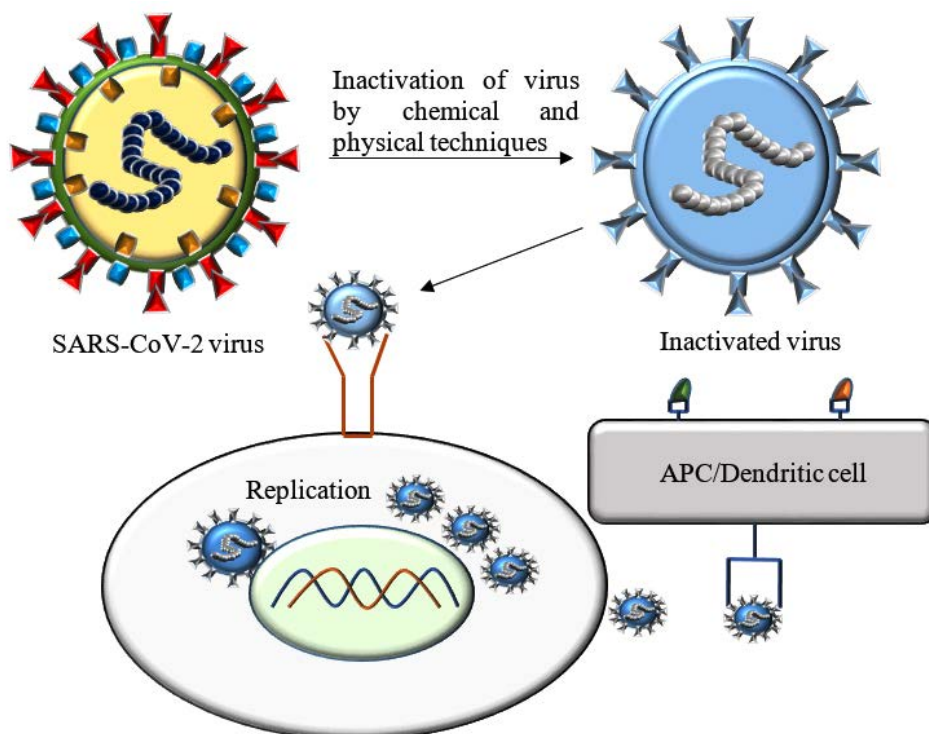 Inactivation of virus
by chemical and
physical techniques
SARS-CoV-2 virus
Inactivated virus
APC/Dendritic cell
Replication